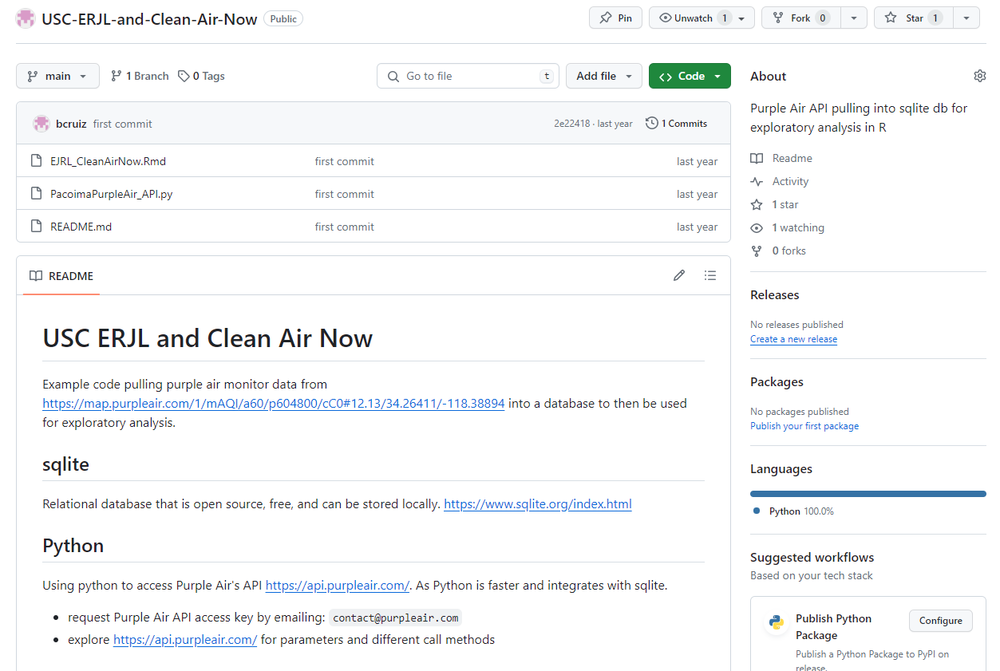 USC-ERJL-and-Clean-Air-Now Public
Pin
Unwatch 1
Fork 0
Star 1
main
1 Branch
0 Tags
Go to file t
Add file
Code
bcruiz first commit
2e22418 · last year
1 Commits
EJRL_CleanAirNow.Rmd first commit last year
PacoimaPurpleAir_API.py first commit last year
README.md first commit last year
README
USC ERJL and Clean Air Now
Example code pulling purple air monitor data from
https://map.purpleair.com/1/mAQI/a60/p604800/cC0#12.13/34.26411/-118.38894 into a database to then be used
for exploratory analysis.
sqlite
Relational database that is open source, free, and can be stored locally. https://www.sqlite.org/index.html
Python
Using python to access Purple Air's API https://api.purpleair.com/. As Python is faster and integrates with sqlite.
• request Purple Air API access key by emailing: contact@purpleair.com
• explore https://api.purpleair.com/ for parameters and different call methods
About
Purple Air API pulling into sqlite db for
exploratory analysis in R
Readme
Activity
1 star
1 watching
0 forks
Releases
No releases published
Create a new release
Packages
No packages published
Publish your first package
Languages
Python 100.0%
Suggested workflows
Based on your tech stack
Publish Python
Package
Configure
Publish a Python Package to PyPI on
release.